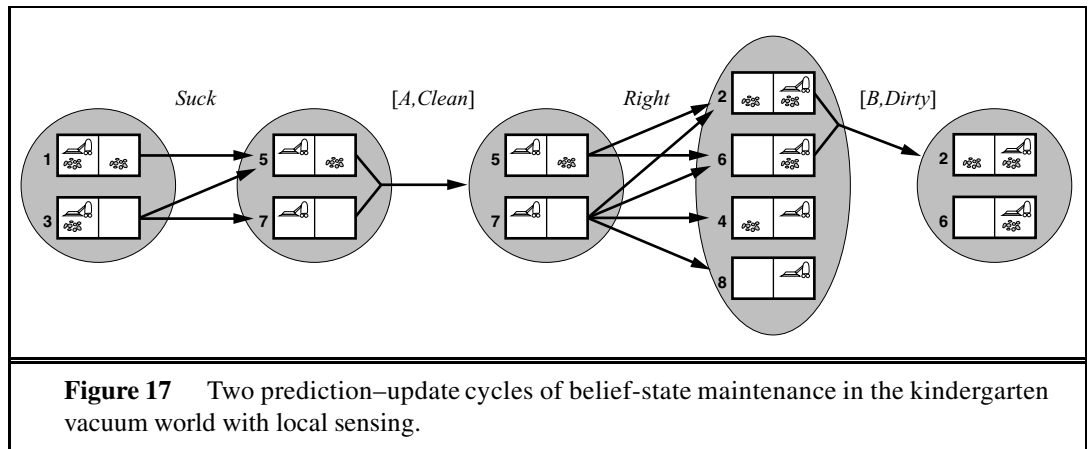 Suck
[A,Clean]
Right
[B,Dirty]
1
3
5
7
5
7
2
6
4
8
2
6
Figure 17 Two prediction–update cycles of belief-state maintenance in the kindergarten
vacuum world with local sensing.